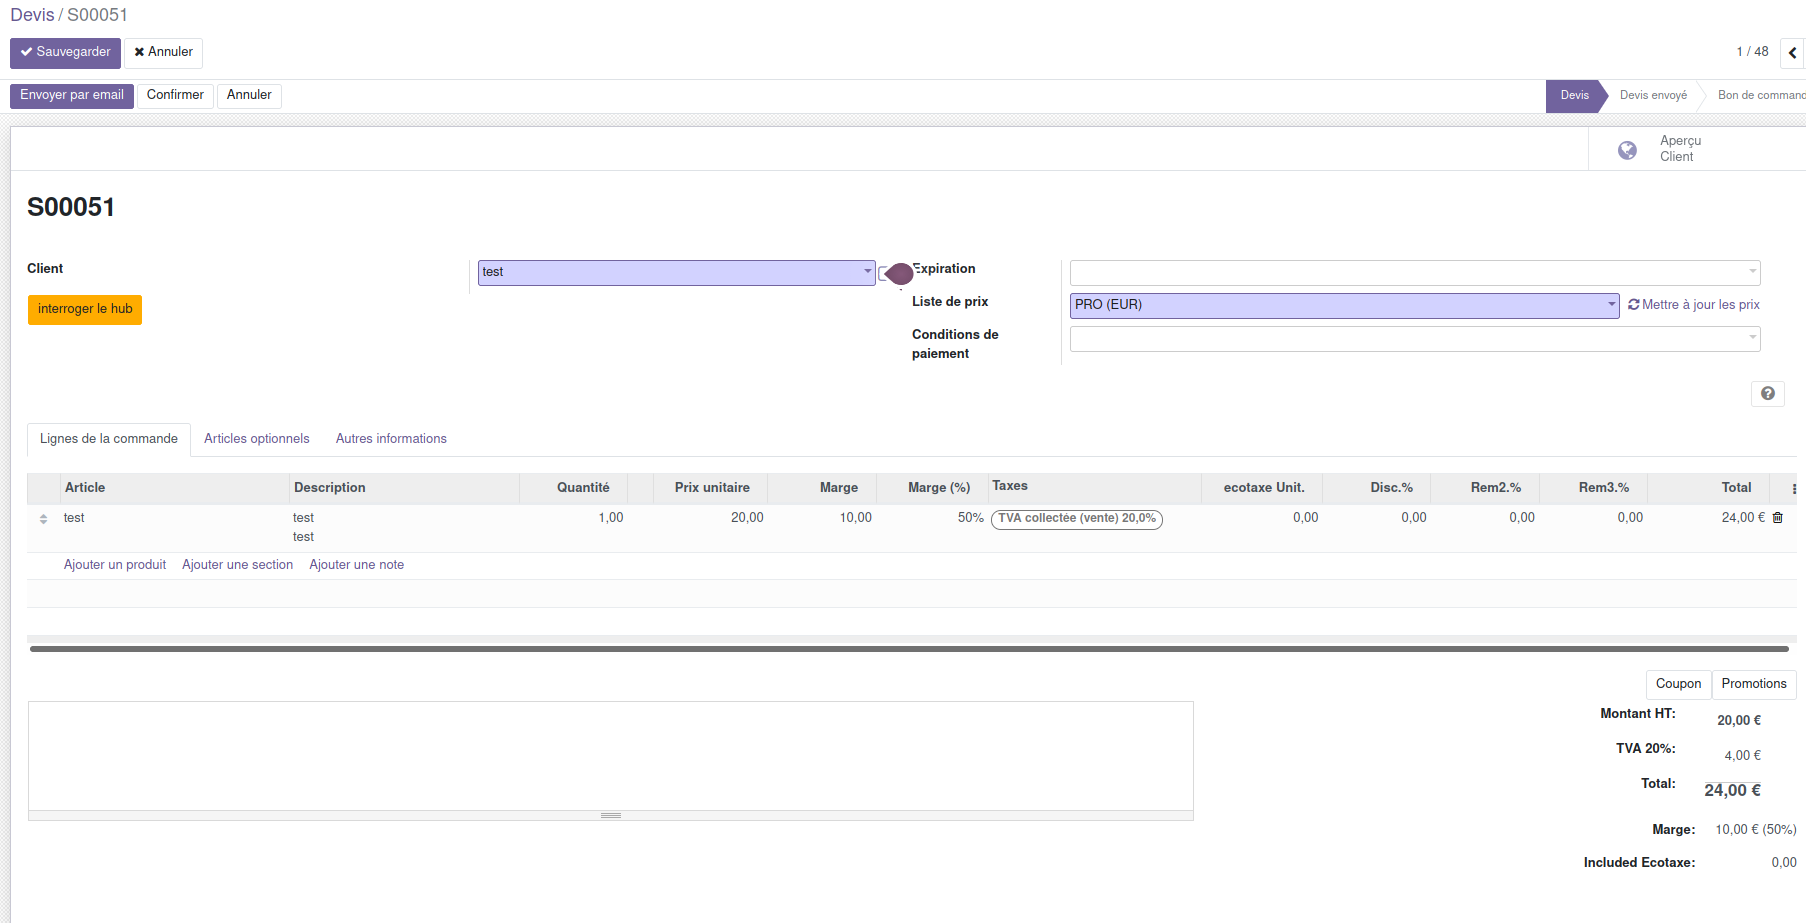 Devis / S00051
Sauvegarder Annuler 1 / 48
Envoyer par email Confirmer Annuler Devis Devis envoyé Bon de command
Aperçu
Client
S00051
Client test Expiration
interroger le hub Liste de prix PRO (EUR) Mettre à jour les prix
Conditions de
paiement
Lignes de la commande Articles optionnels Autres informations
Article Description Quantité Prix unitaire Marge Marge (%) Taxes ecotaxe Unit. Disc.% Rem2.% Rem3.% Total
test test 1,00 20,00 10,00 50% TVA collectée (vente) 20,0% 0,00 0,00 0,00 0,00 24,00 €
test
Ajouter un produit Ajouter une section Ajouter une note
Coupon Promotions
Montant HT: 20,00 €
TVA 20%: 4,00 €
Total: 24,00 €
Marge: 10,00 € (50%)
Included Ecotaxe: 0,00